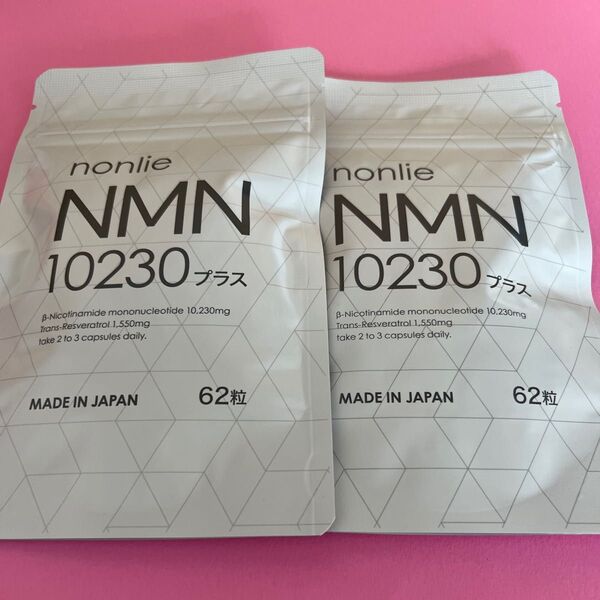 nonlie
NMN
10230プラス
β-Nicotinamide mononucleotide 10,230mg
Trans-Resveratrol 1,550mg
take 2 to 3 capsules daily.
MADE IN JAPAN 62粒
nonlie
NMN
10230プラス
β-Nicotinamide mononucleotide 10,230mg
Trans-Resveratrol 1,550mg
take 2 to 3 capsules daily.
MADE IN JAPAN 62粒